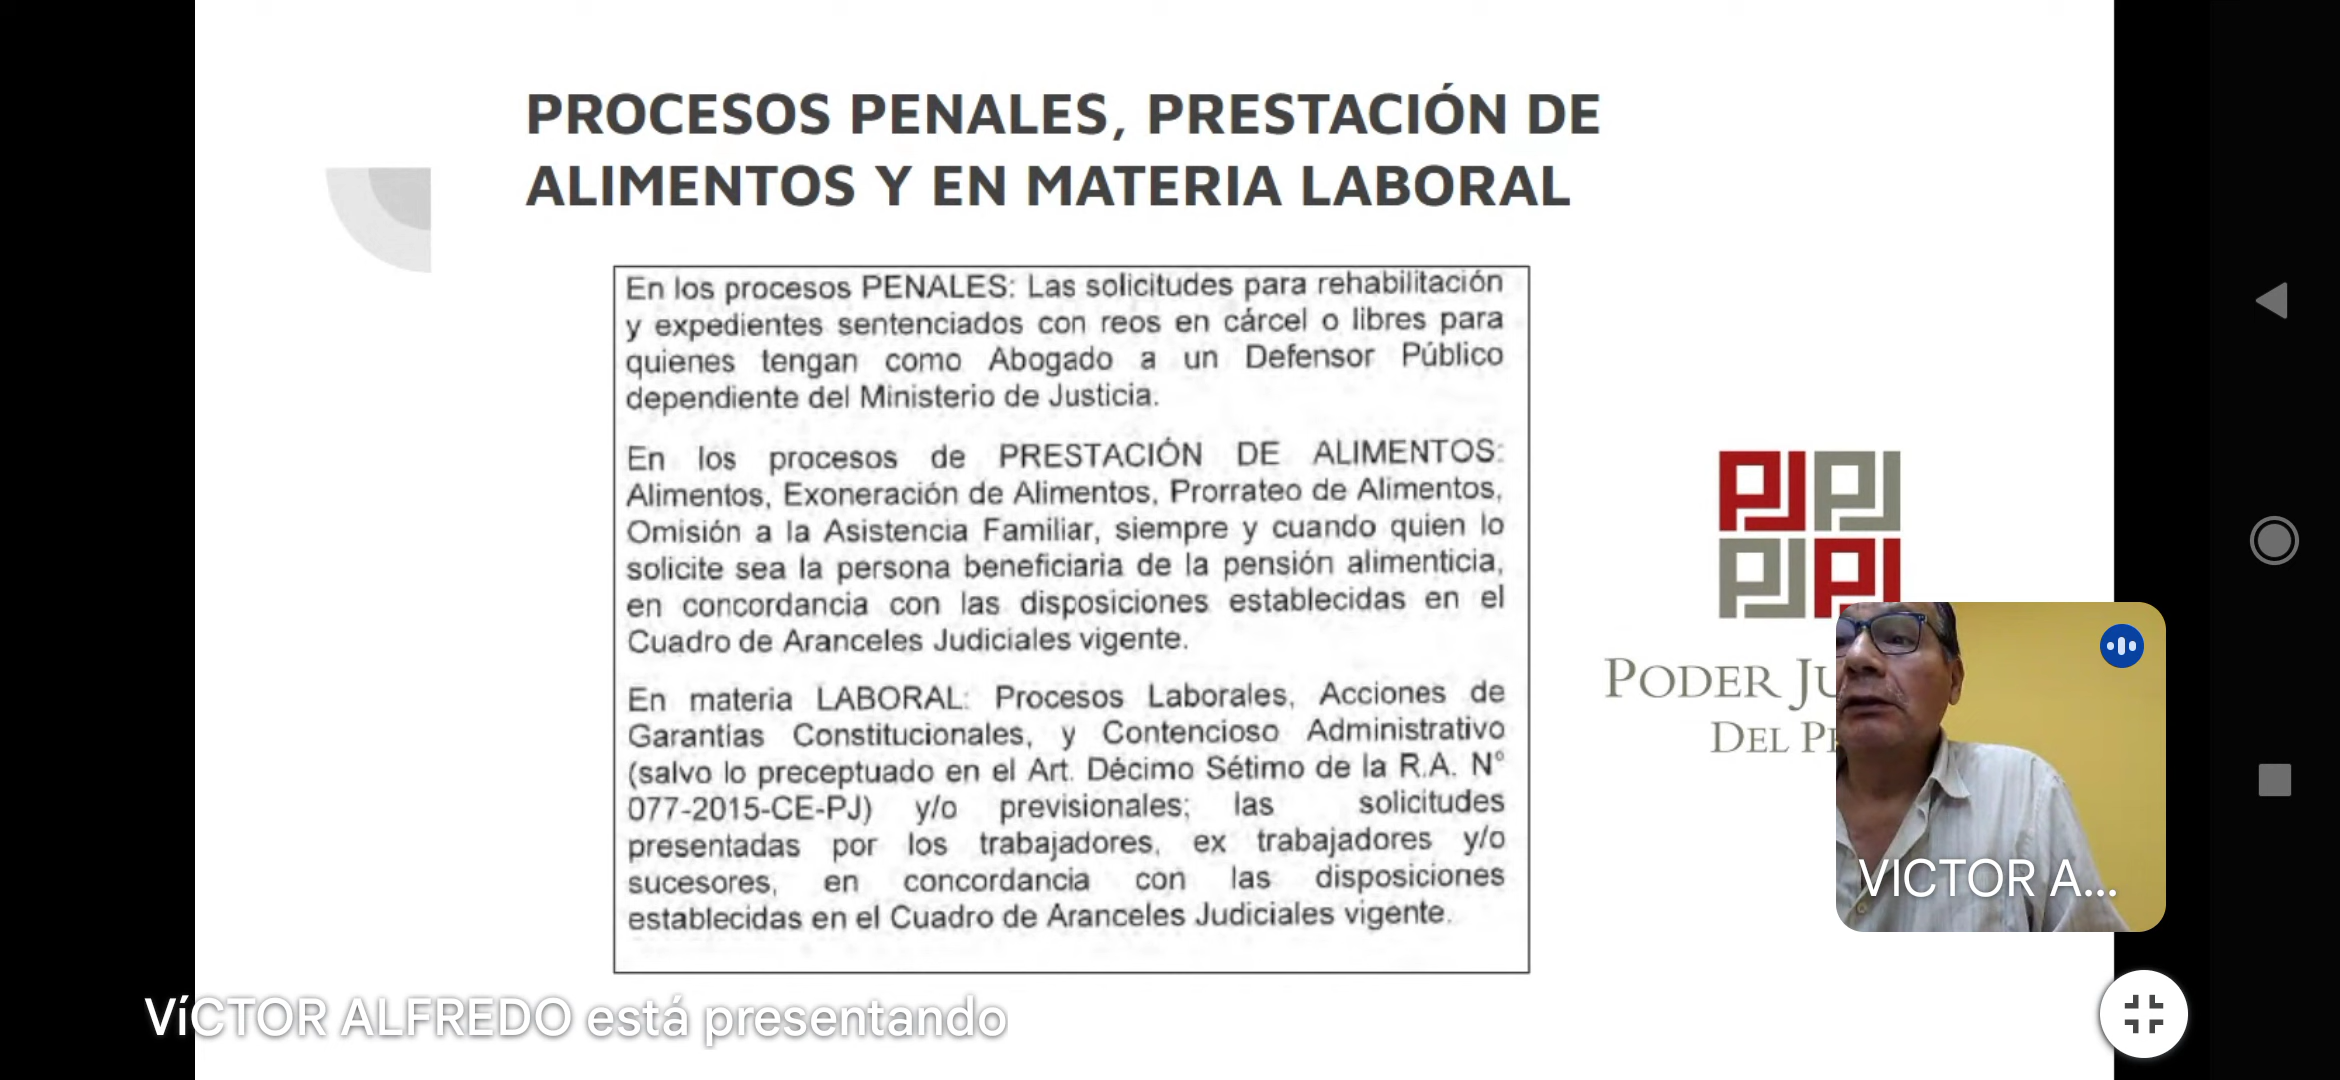 PROCESOS PENALES, PRESTACIÓN DE
ALIMENTOS Y EN MATERIA LABORAL
En los procesos PENALES: Las solicitudes para rehabilitación
y expedientes sentenciados con reos en cárcel o libres para
quienes tengan como Abogado a un Defensor Público
dependiente del Ministerio de Justicia.
En los procesos de PRESTACIÓN DE ALIMENTOS:
Alimentos, Exoneración de Alimentos, Prorrateo de Alimentos,
Omisión a la Asistencia Familiar, siempre y cuando quien lo
solicite sea la persona beneficiaria de la pensión alimenticia,
en concordancia con las disposiciones establecidas en el
Cuadro de Aranceles Judiciales vigente.
En materia LABORAL: Procesos Laborales, Acciones de
Garantias Constitucionales, y Contencioso Administrativo
(salvo lo preceptuado en el Art. Décimo Sétimo de la R.A. N°
077-2015-CE-PJ) y/o previsionales; las solicitudes
presentadas por los trabajadores, ex trabajadores y/o
sucesores, en concordancia con las disposiciones
establecidas en el Cuadro de Aranceles Judiciales vigente.
PJ PJ
PJ PJ
PODER JU
DEL P
VICTOR A...
VíCTOR ALFREDO está presentando